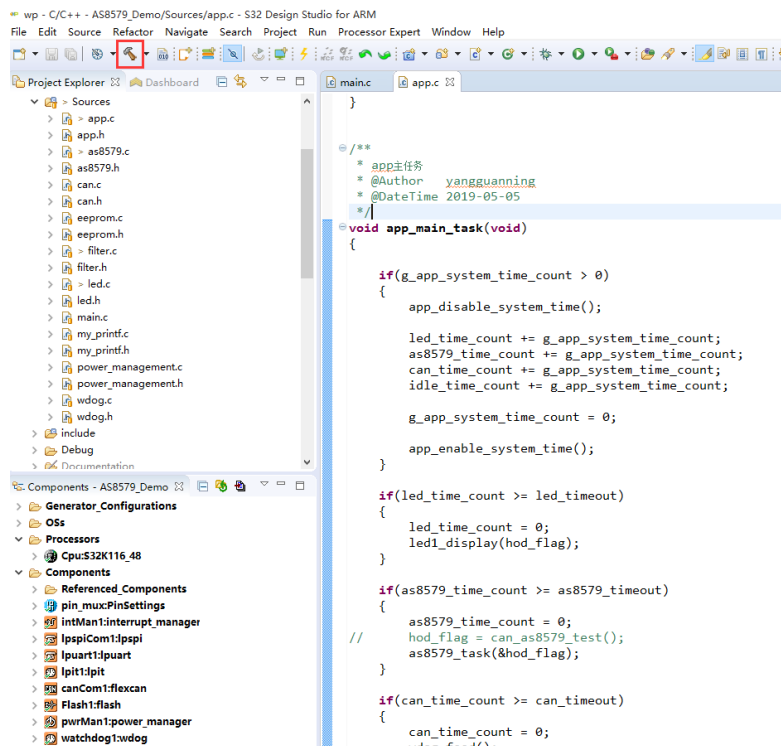 wp - C/C++ - AS8579_Demo/Sources/app.c - S32 Design Studio for ARM
File Edit Source Refactor Navigate Search Project Run Processor Expert Window Help
Project Explorer Dashboard
> Sources
> app.c
app.h
> as8579.c
as8579.h
can.c
can.h
eeprom.c
eeprom.h
> filter.c
filter.h
> led.c
led.h
main.c
my_printf.c
my_printf.h
power_management.c
power_management.h
wdog.c
wdog.h
include
Debug
Documentation
Components - AS8579_Demo
Generator_Configurations
OSs
Processors
Cpu:S32K116_48
Components
Referenced_Components
pin_mux:PinSettings
intMan1:interrupt_manager
lpspiCom1:lpspi
lpuart1:lpuart
lpit1:lpit
canCom1:flexcan
Flash1:flash
pwrMan1:power_manager
watchdog1:wdog
main.c app.c
}
/**
* app主任务
* @Author yangguanning
* @DateTime 2019-05-05
*/
void app_main_task(void)
{
if(g_app_system_time_count > 0)
{
app_disable_system_time();
led_time_count += g_app_system_time_count;
as8579_time_count += g_app_system_time_count;
can_time_count += g_app_system_time_count;
idle_time_count += g_app_system_time_count;
g_app_system_time_count = 0;
app_enable_system_time();
}
if(led_time_count >= led_timeout)
{
led_time_count = 0;
led1_display(hod_flag);
}
if(as8579_time_count >= as8579_timeout)
{
as8579_time_count = 0;
// hod_flag = can_as8579_test();
as8579_task(&hod_flag);
}
if(can_time_count >= can_timeout)
{
can_time_count = 0;